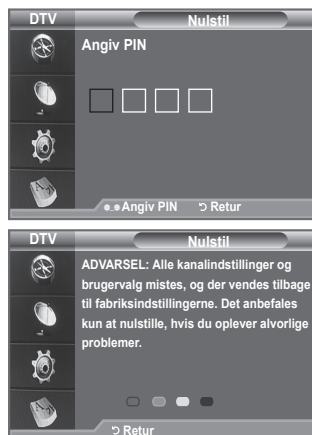 DTV Nulstil
Angiv PIN
Angiv PIN Retur
DTV Nulstil
ADVARSEL: Alle kanalindstillinger og
brugervalg mistes, og der vendes tilbage
til fabriksindstillingerne. Det anbefales
kun at nulstille, hvis du oplever alvorlige
problemer.
Retur